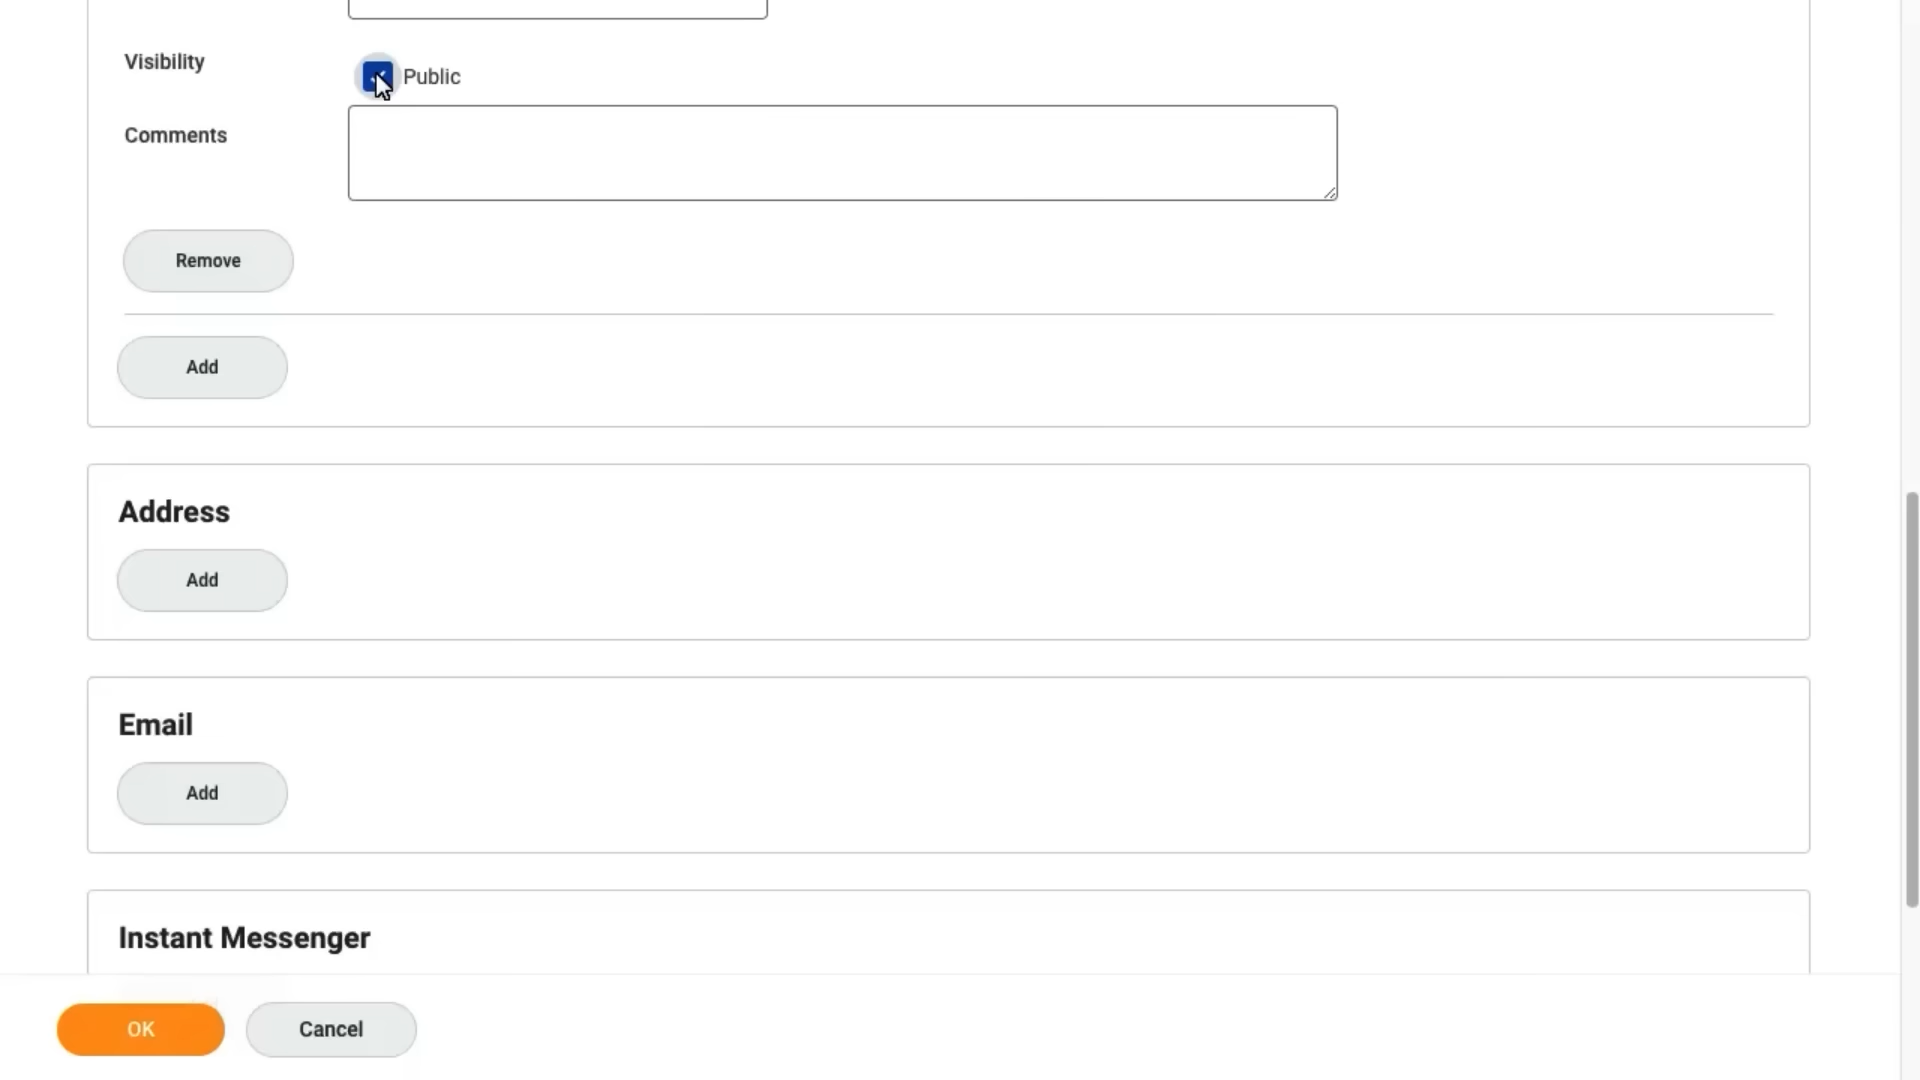 Visibility
Public
Comments
Remove
Add
Address
Add
Email
Add
Instant Messenger
OK
Cancel